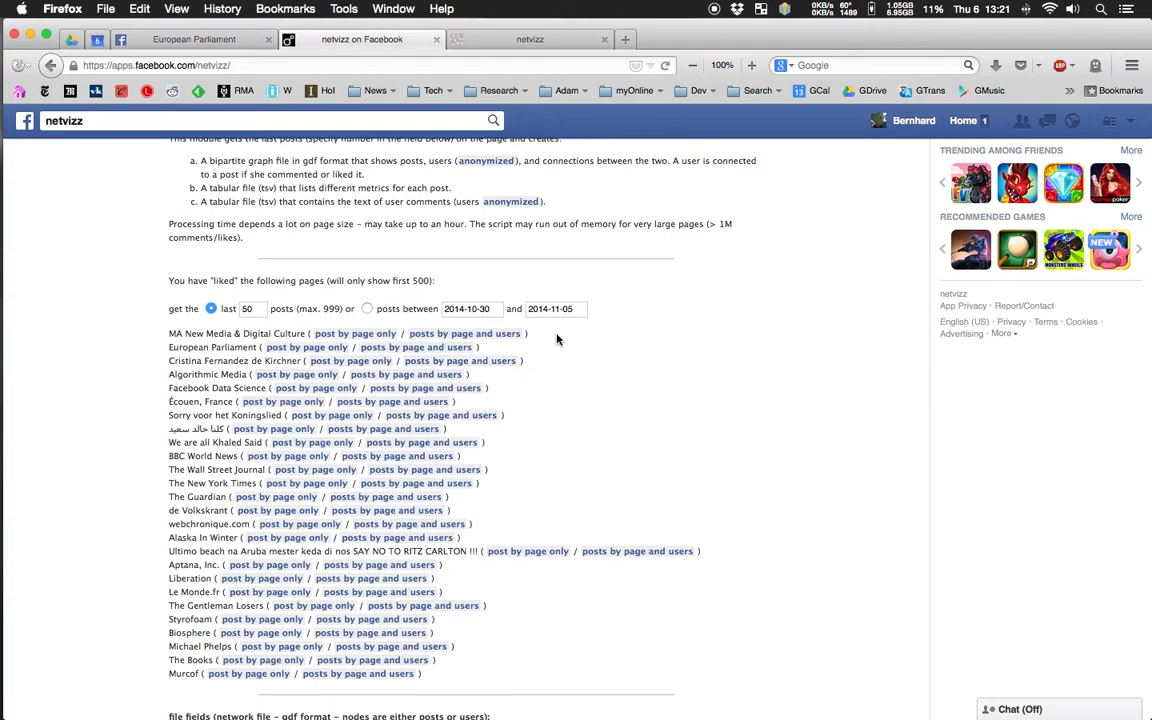 Firefox File Edit View History Bookmarks Tools Window Help 0KB/s 0KB/s 60° 1489 1.05GB 6.95GB 11% Thu 6 13:21
European Parliament × netvizz on Facebook × netvizz × +
https://apps.facebook.com/netvizz/ 100% Google
RMA W HoI News Tech Research Adam myOnline Dev Search GCal GDrive GTrans GMusic Bookmarks
netvizz Bernhard Home 1
This module gets the last posts (specify number in the field below) on the page and creates:
a. A bipartite graph file in gdf format that shows posts, users (anonymized), and connections between the two. A user is connected
to a post if she commented or liked it.
b. A tabular file (tsv) that lists different metrics for each post.
c. A tabular file (tsv) that contains the text of user comments (users anonymized).
Processing time depends a lot on page size – may take up to an hour. The script may run out of memory for very large pages (> 1M
comments/likes).
You have "liked" the following pages (will only show first 500):
get the last 50 posts (max. 999) or posts between 2014-10-30 and 2014-11-05
MA New Media & Digital Culture ( post by page only / posts by page and users )
European Parliament ( post by page only / posts by page and users )
Cristina Fernandez de Kirchner ( post by page only / posts by page and users )
Algorithmic Media ( post by page only / posts by page and users )
Facebook Data Science ( post by page only / posts by page and users )
Écouen, France ( post by page only / posts by page and users )
Sorry voor het Koningslied ( post by page only / posts by page and users )
كلنا خالد سعيد ( post by page only / posts by page and users )
We are all Khaled Said ( post by page only / posts by page and users )
BBC World News ( post by page only / posts by page and users )
The Wall Street Journal ( post by page only / posts by page and users )
The New York Times ( post by page only / posts by page and users )
The Guardian ( post by page only / posts by page and users )
de Volkskrant ( post by page only / posts by page and users )
webchronique.com ( post by page only / posts by page and users )
Alaska In Winter ( post by page only / posts by page and users )
Ultimo beach na Aruba mester keda di nos SAY NO TO RITZ CARLTON !!! ( post by page only / posts by page and users )
Aptana, Inc. ( post by page only / posts by page and users )
Liberation ( post by page only / posts by page and users )
Le Monde.fr ( post by page only / posts by page and users )
The Gentleman Losers ( post by page only / posts by page and users )
Styrofoam ( post by page only / posts by page and users )
Biosphere ( post by page only / posts by page and users )
Michael Phelps ( post by page only / posts by page and users )
The Books ( post by page only / posts by page and users )
Murcof ( post by page only / posts by page and users )
file fields (network file - gdf format - nodes are either posts or users):
TRENDING AMONG FRIENDS More
RECOMMENDED GAMES More
NEW
netvizz
App Privacy · Report/Contact
English (US) · Privacy · Terms · Cookies ·
Advertising · More
Chat (Off)